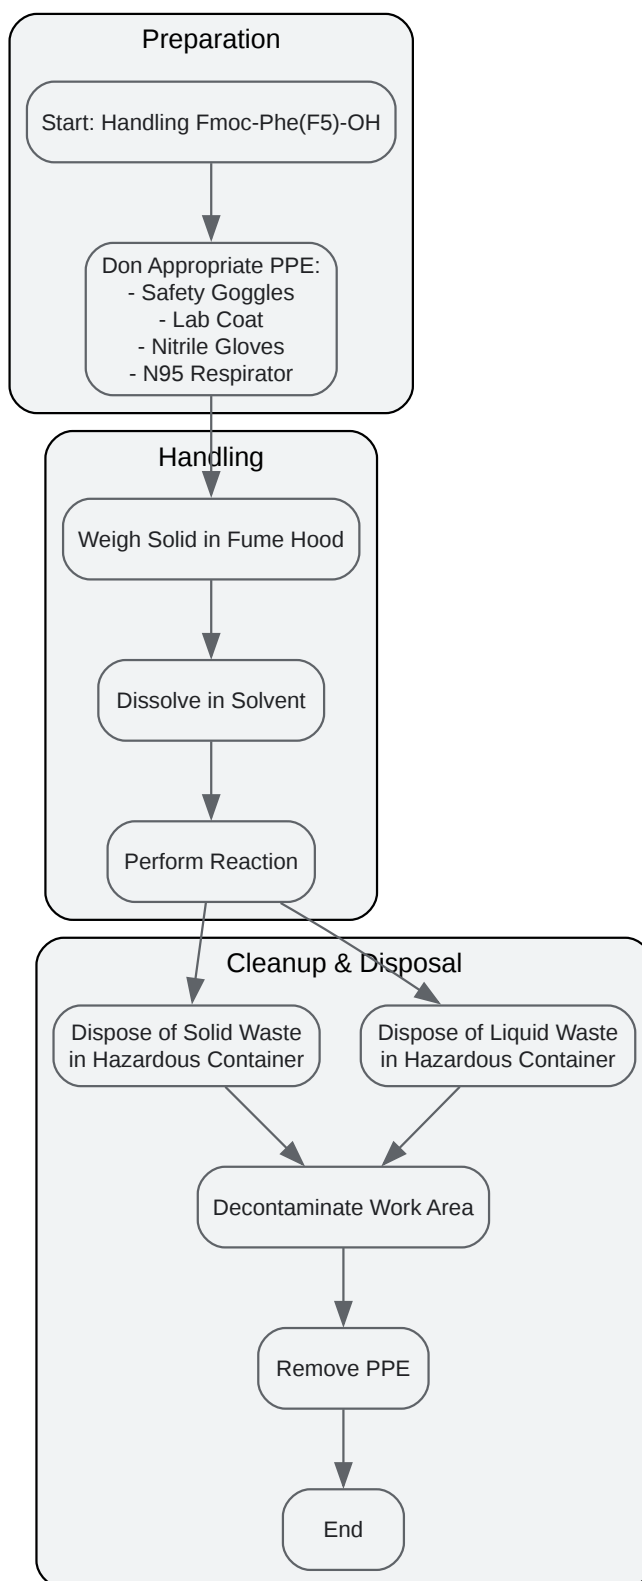 Preparation
Start: Handling Fmoc-Phe(F5)-OH
Don Appropriate PPE:
- Safety Goggles
- Lab Coat
- Nitrile Gloves
- N95 Respirator
Handling
Weigh Solid in Fume Hood
Dissolve in Solvent
Perform Reaction
Cleanup & Disposal
Dispose of Solid Waste
in Hazardous Container
Dispose of Liquid Waste
in Hazardous Container
Decontaminate Work Area
Remove PPE
End